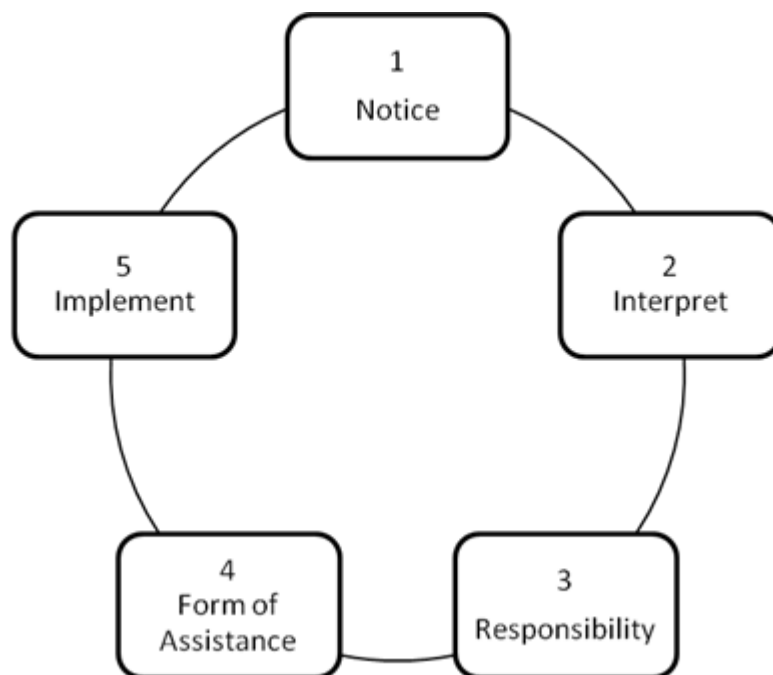 1
Notice
2
Interpret
3
Responsibility
4
Form of
Assistance
5
Implement